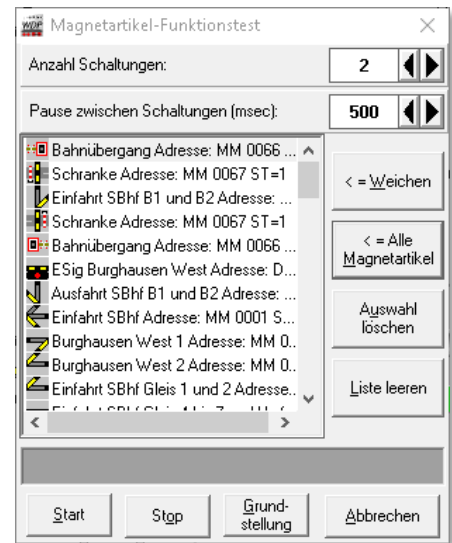 WDP
Magnetartikel-Funktionstest
Anzahl Schaltungen: 2
Pause zwischen Schaltungen (msec): 500
Bahnübergang Adresse: MM 0066 ...
Schranke Adresse: MM 0067 ST=1
Einfahrt SBhf B1 und B2 Adresse: ...
Schranke Adresse: MM 0067 ST=1
Bahnübergang Adresse: MM 0066 ...
ESig Burghausen West Adresse: D...
Ausfahrt SBhf B1 und B2 Adresse: ...
Einfahrt SBhf Adresse: MM 0001 S...
Burghausen West 1 Adresse: MM 0..
Burghausen West 2 Adresse: MM 0..
Einfahrt SBhf Gleis 1 und 2 Adresse..
< = Weichen
< = Alle
Magnetartikel
Auswahl
löschen
Liste leeren
Start
Stop
Grund-
stellung
Abbrechen